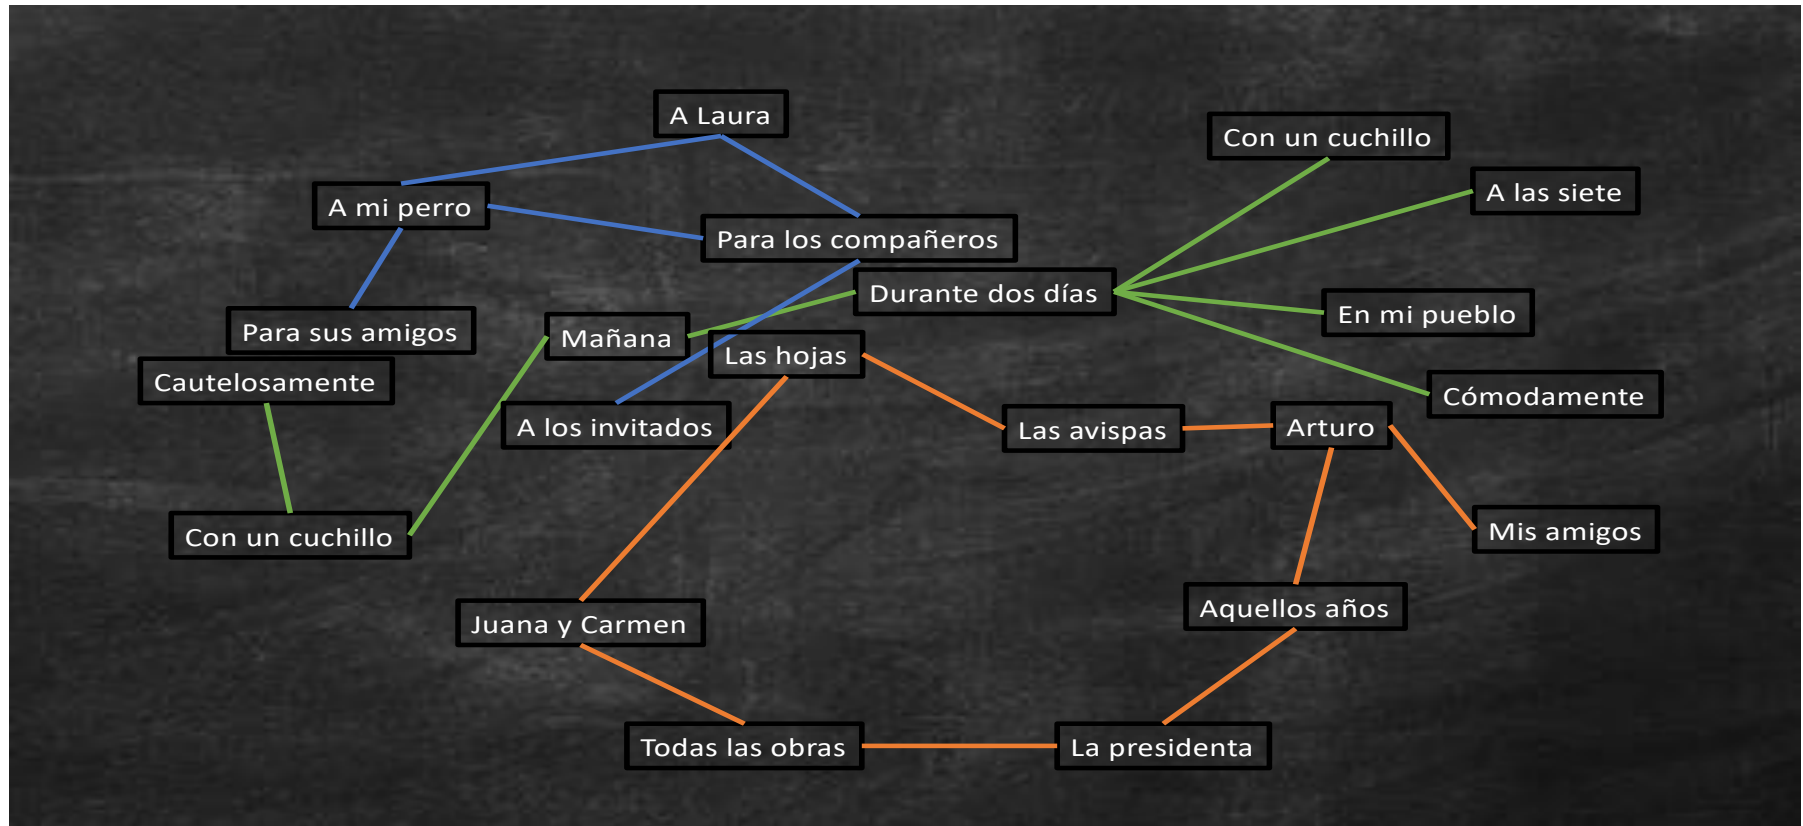 A Laura
Con un cuchillo
A las siete
A mi perro
Para los compañeros
Durante dos días
En mi pueblo
Para sus amigos
Mañana
Las hojas
Cautelosamente
Cómodamente
A los invitados
Las avispas
Arturo
Con un cuchillo
Mis amigos
Juana y Carmen
Aquellos años
Todas las obras
La presidenta